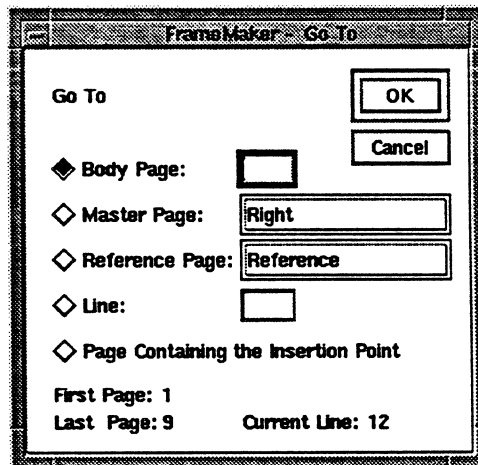 FrameMaker - Go To
Go To
OK
Cancel
Body Page:
Master Page: Right
Reference Page: Reference
Line:
Page Containing the Insertion Point
First Page: 1
Last Page: 9 Current Line: 12